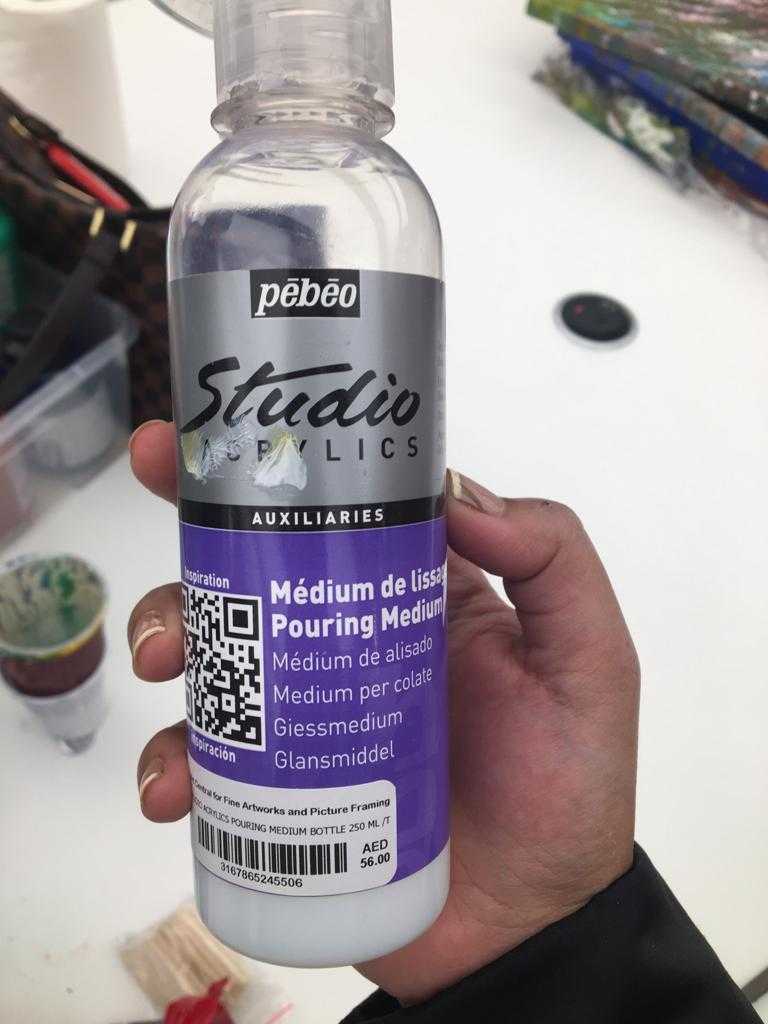 pēbēo
Studio
ACRYLICS
AUXILIARIES
Inspiration
Médium de lissag
Pouring Medium
Médium de alisado
Medium per colate
Giessmedium
Glansmiddel
Inspiración
Central for Fine Artworks and Picture Framing
ACRYLICS POURING MEDIUM BOTTLE 250 ML /T
AED
56.00
3167865245506